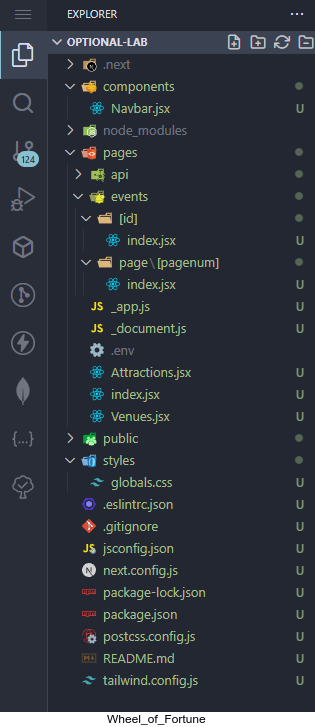 EXPLORER
OPTIONAL-LAB
.next
components
Navbar.jsx U
node_modules
pages
api
events
[id]
index.jsx U
page\[pagenum]
index.jsx U
JS _app.js U
JS _document.js U
.env
Attractions.jsx U
index.jsx U
Venues.jsx U
public
styles
globals.css U
.eslintrc.json U
.gitignore U
JS jsconfig.json U
N next.config.js U
package-lock.json U
package.json U
postcss.config.js U
README.md U
tailwind.config.js U
124
{...}
Wheel_of_Fortune